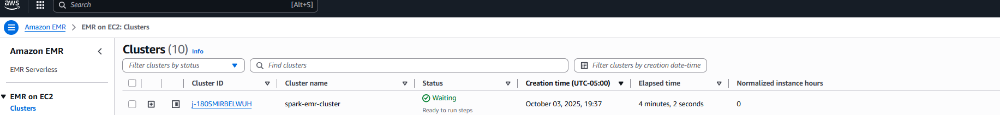 aws
Search [Alt+S]
Amazon EMR > EMR on EC2: Clusters
Amazon EMR
EMR Serverless
EMR on EC2
Clusters
Clusters (10) Info
Filter clusters by status
Find clusters
Filter clusters by creation date-time
Cluster ID Cluster name Status Creation time (UTC-05:00) Elapsed time Normalized instance hours
j-180SMIRBELWUH spark-emr-cluster Waiting October 03, 2025, 19:37 4 minutes, 2 seconds 0
Ready to run steps